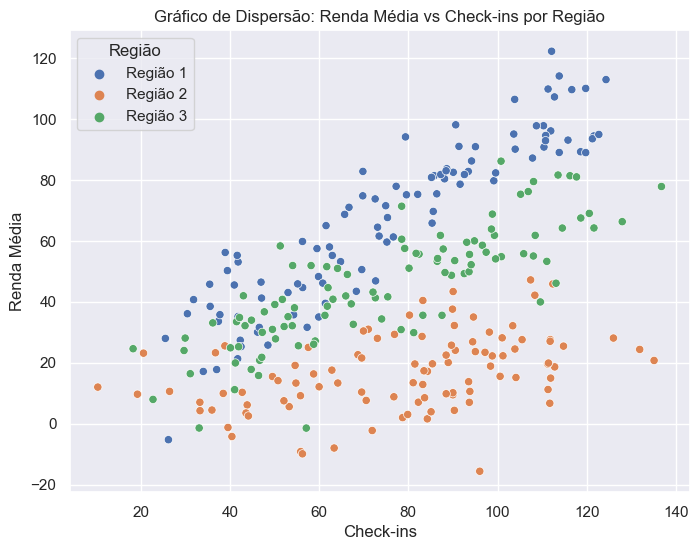 Gráfico de Dispersão: Renda Média vs Check-ins por Região
Região
Região 1
Região 2
Região 3
120
100
80
60
40
20
0
−20
Renda Média
20
40
60
80
100
120
140
Check-ins